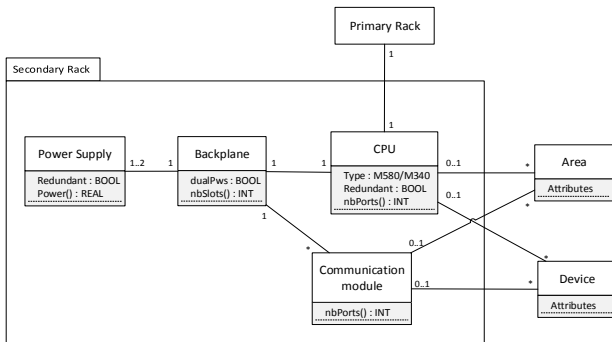 Primary Rack
1
Secondary Rack
1
Power Supply
Redundant : BOOL
Power() : REAL
1..2
1
Backplane
dualPws : BOOL
nbSlots() : INT
1
1
CPU
Type : M580/M340
Redundant : BOOL
nbPorts() : INT
0..1
*
Area
Attributes
0..1
1
*
0..1
*
*
Communication
module
nbPorts() : INT
0..1
*
Device
Attributes